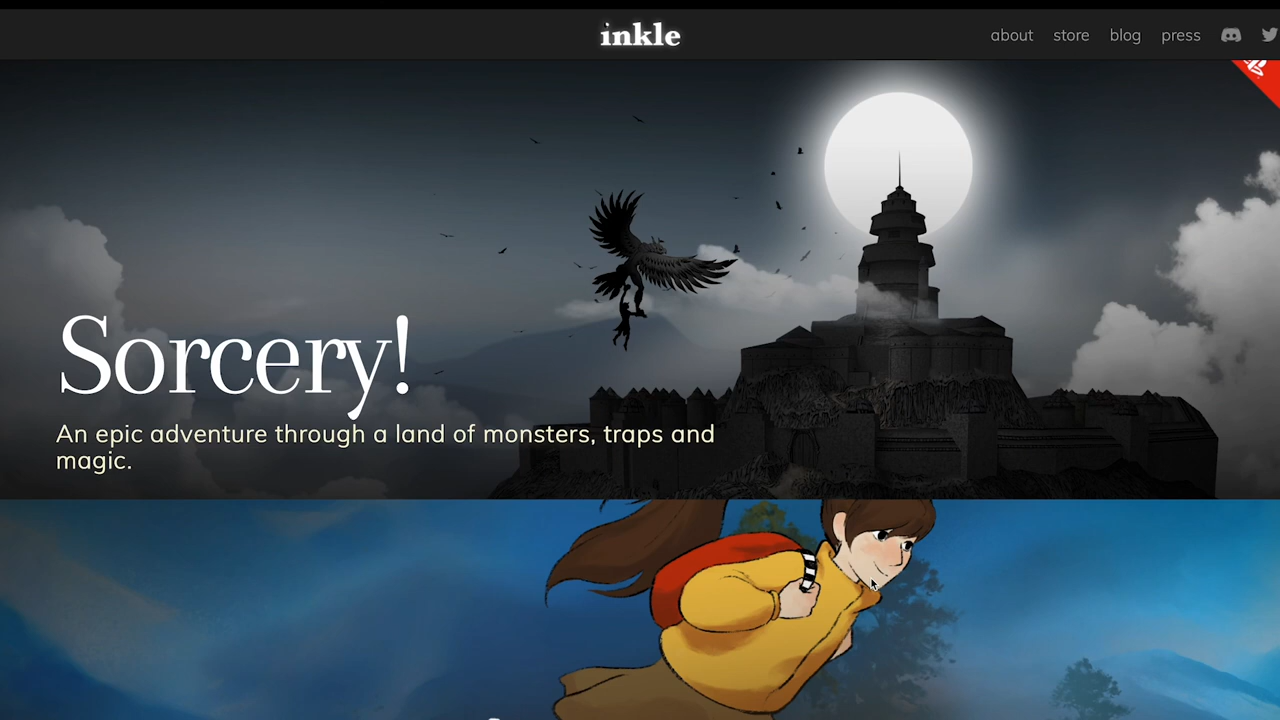 inkle
about store blog press
Sorcery!
An epic adventure through a land of monsters, traps and
magic.